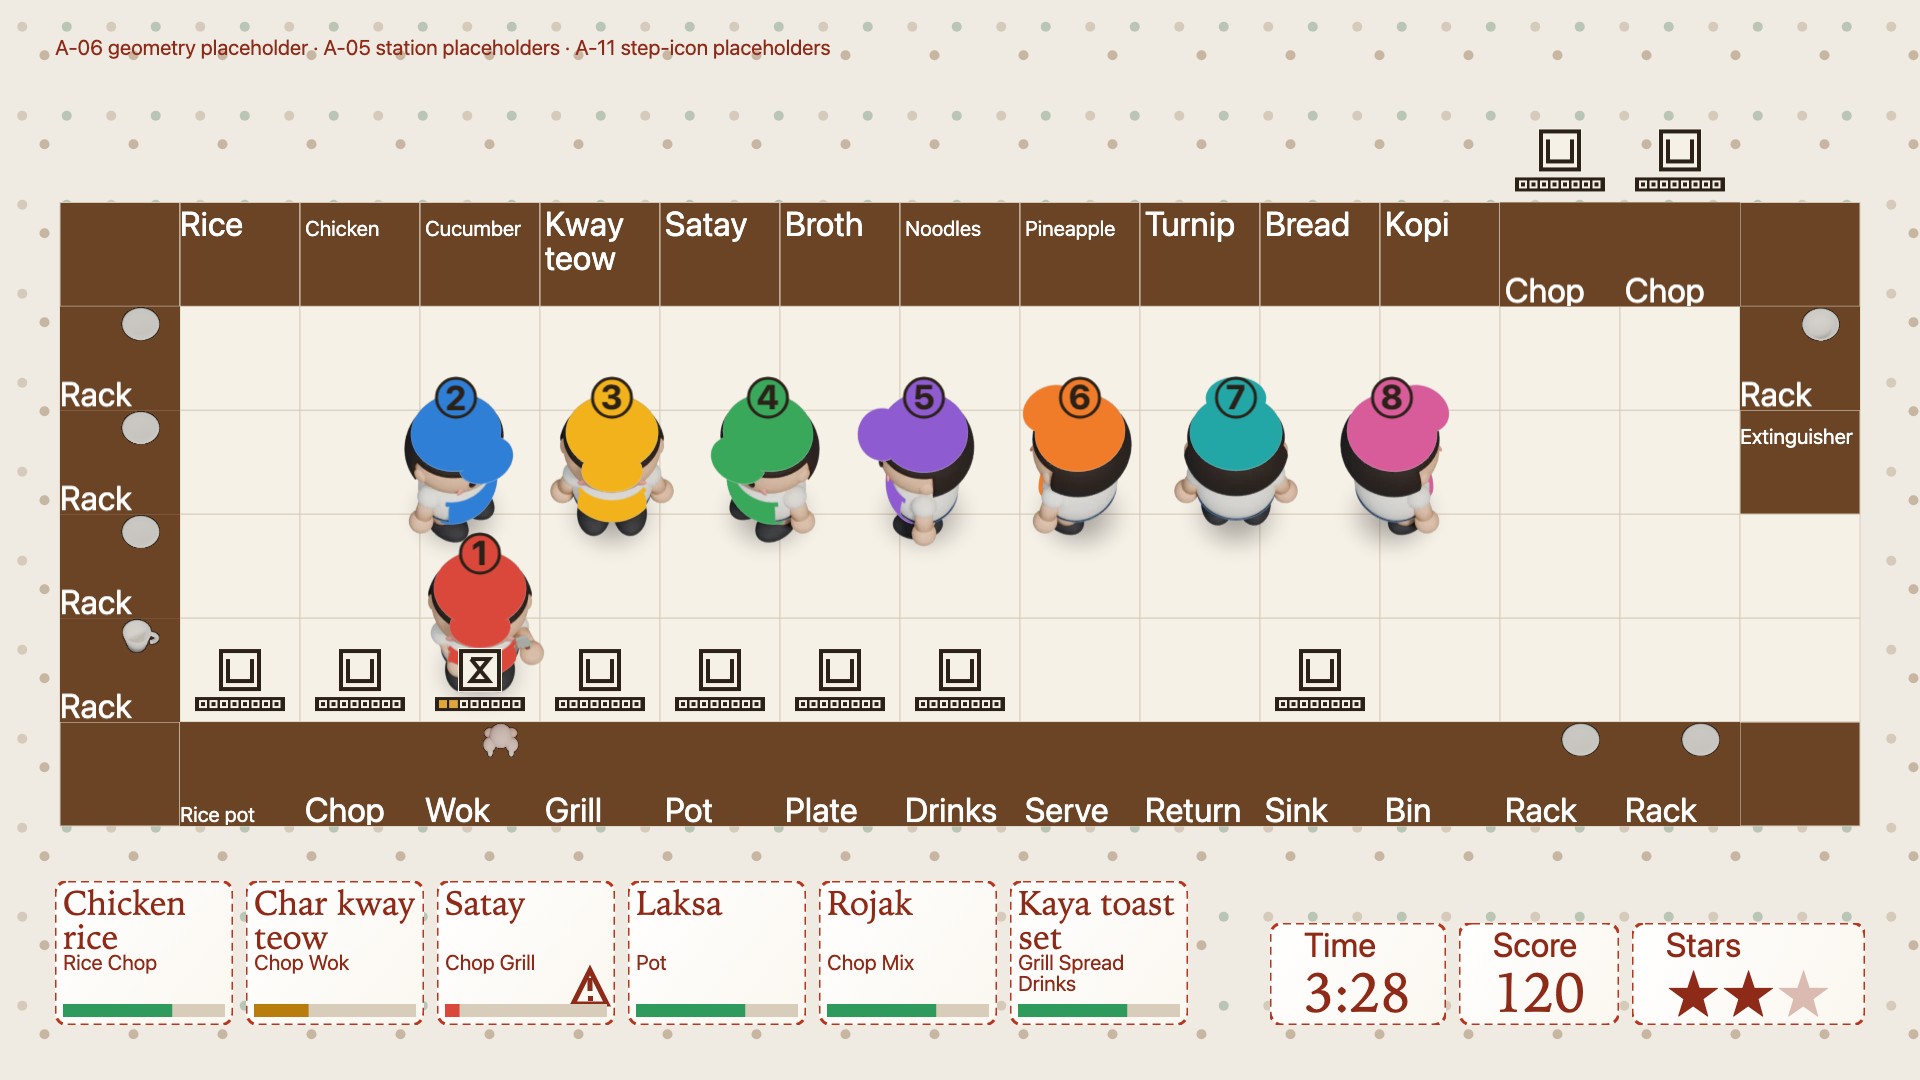 A-06 geometry placeholder · A-05 station placeholders · A-11 step-icon placeholders
Rice
Chicken
Cucumber
Kway
teow
Satay
Broth
Noodles
Pineapple
Turnip
Bread
Kopi
Chop
Chop
Rack
Rack
Extinguisher
Rack
Rack
Rack
2
3
4
5
6
7
8
1
Rice pot
Chop
Wok
Grill
Pot
Plate
Drinks
Serve
Return
Sink
Bin
Rack
Rack
Chicken
rice
Rice Chop
Char kway
teow
Chop Wok
Satay
Chop Grill
Laksa
Pot
Rojak
Chop Mix
Kaya toast
set
Grill Spread
Drinks
Time
3:28
Score
120
Stars